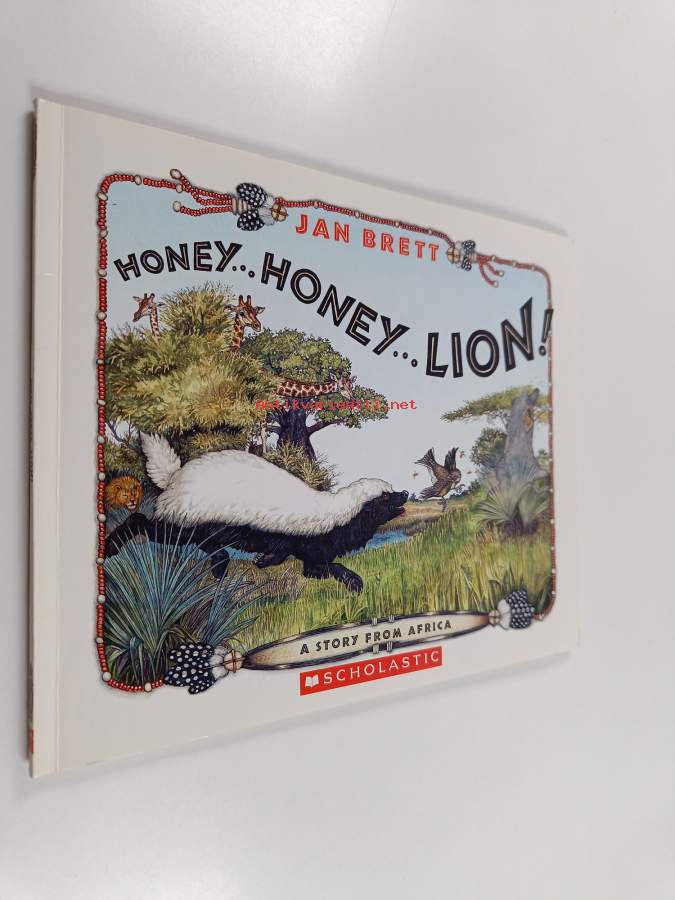 JAN BRETT
HONEY... HONEY... LION!
Antikvariaatti.net
A STORY FROM AFRICA
SCHOLASTIC